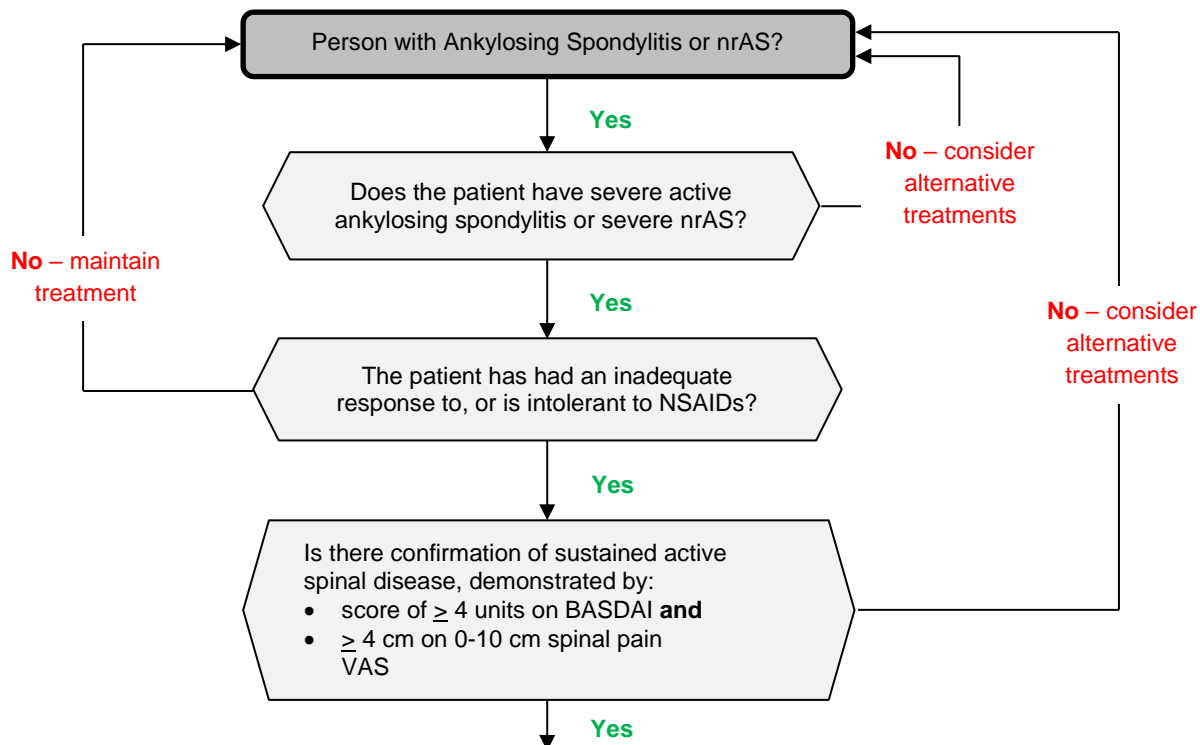 Person with Ankylosing Spondylitis or nrAS?
Yes
No – consider
alternative
treatments
Does the patient have severe active
ankylosing spondylitis or severe nrAS?
No – maintain
treatment
Yes
No – consider
alternative
treatments
The patient has had an inadequate
response to, or is intolerant to NSAIDs?
Yes
Is there confirmation of sustained active
spinal disease, demonstrated by:
• score of ≥ 4 units on BASDAI and
• ≥ 4 cm on 0-10 cm spinal pain
VAS
Yes